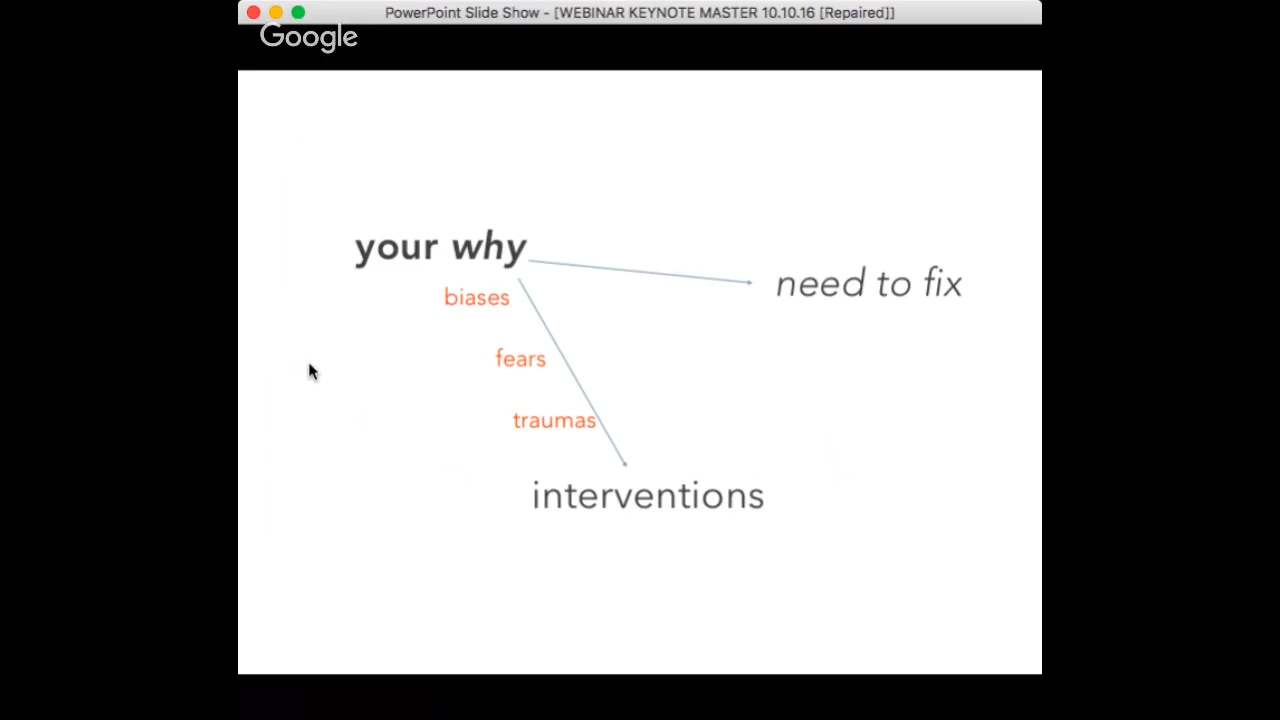 PowerPoint Slide Show - [WEBINAR KEYNOTE MASTER 10.10.16 [Repaired]]
Google
your why
need to fix
biases
fears
traumas
interventions